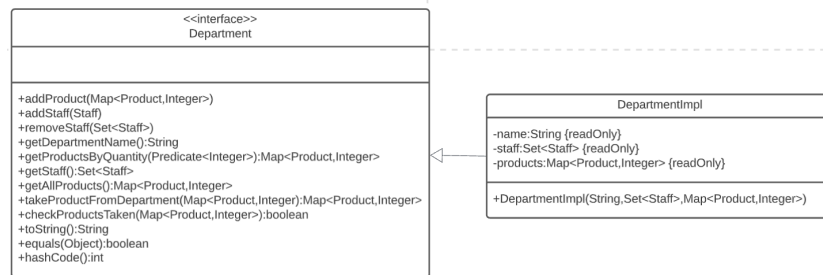 <<interface>>
Department
+addProduct(Map<Product,Integer>)
+addStaff(Staff)
+removeStaff(Set<Staff>)
+getDepartmentName():String
+getProductsByQuantity(Predicate<Integer>):Map<Product,Integer>
+getStaff():Set<Staff>
+getAllProducts():Map<Product,Integer>
+takeProductFromDepartment(Map<Product,Integer):Map<Product,Integer>
+checkProductsTaken(Map<Product,Integer>):boolean
+toString():String
+equals(Object):boolean
+hashCode():int
DepartmentImpl
-name:String {readOnly}
-staff:Set<Staff> {readOnly}
-products:Map<Product,Integer> {readOnly}
+DepartmentImpl(String,Set<Staff>,Map<Product,Integer>)